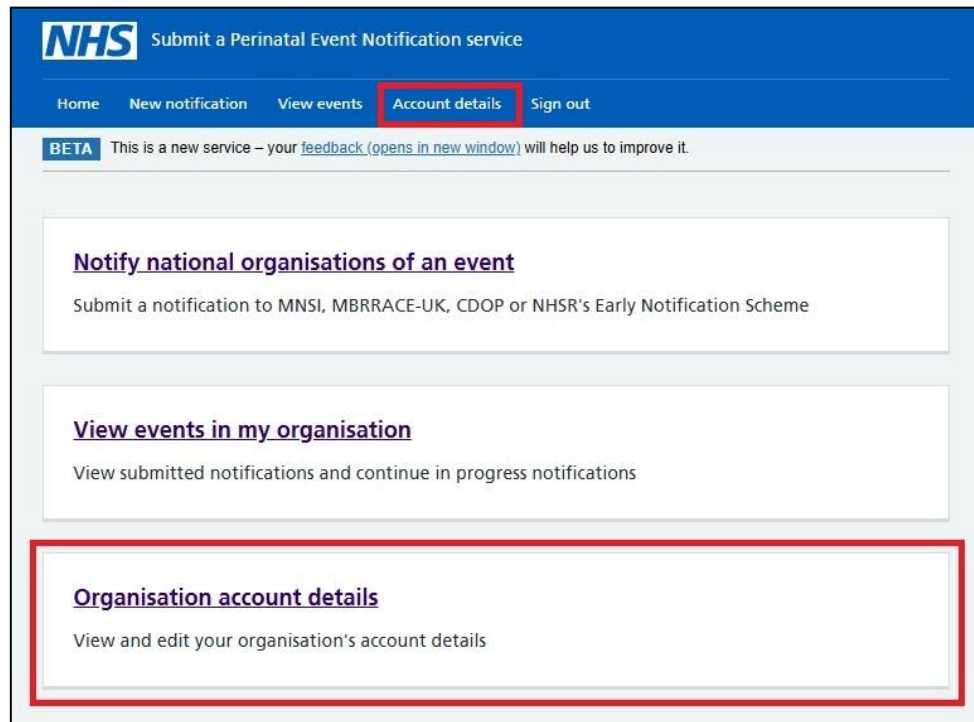 NHS Submit a Perinatal Event Notification service
Home New notification View events Account details Sign out
BETA This is a new service – your feedback (opens in new window) will help us to improve it.
Notify national organisations of an event
Submit a notification to MNSI, MBRRACE-UK, CDOP or NHSR's Early Notification Scheme
View events in my organisation
View submitted notifications and continue in progress notifications
Organisation account details
View and edit your organisation's account details